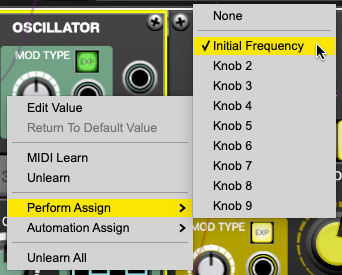 OSCILLATOR
MOD TYPE
EXP
Edit Value
Return To Default Value
MIDI Learn
Unlearn
Perform Assign
Automation Assign
Unlearn All
None
✓ Initial Frequency
Knob 2
Knob 3
Knob 4
Knob 5
Knob 6
Knob 7
Knob 8
Knob 9
EXP